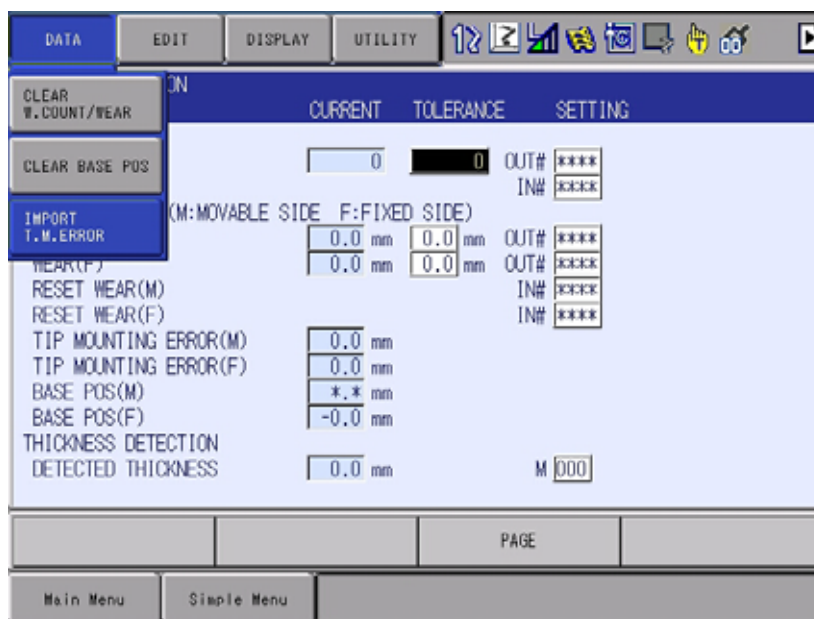 DATA EDIT DISPLAY UTILITY
CLEAR
W.COUNT/WEAR
CLEAR BASE POS
IMPORT
T.M.ERROR
ON
CURRENT TOLERANCE SETTING
0 0 OUT# ****
IN# ****
(M:MOVABLE SIDE F:FIXED SIDE)
0.0 mm 0.0 mm OUT# ****
WEAR(F) 0.0 mm 0.0 mm OUT# ****
RESET WEAR(M) IN# ****
RESET WEAR(F) IN# ****
TIP MOUNTING ERROR(M) 0.0 mm
TIP MOUNTING ERROR(F) 0.0 mm
BASE POS(M) *.* mm
BASE POS(F) -0.0 mm
THICKNESS DETECTION
DETECTED THICKNESS 0.0 mm M 000
PAGE
Main Menu Simple Menu